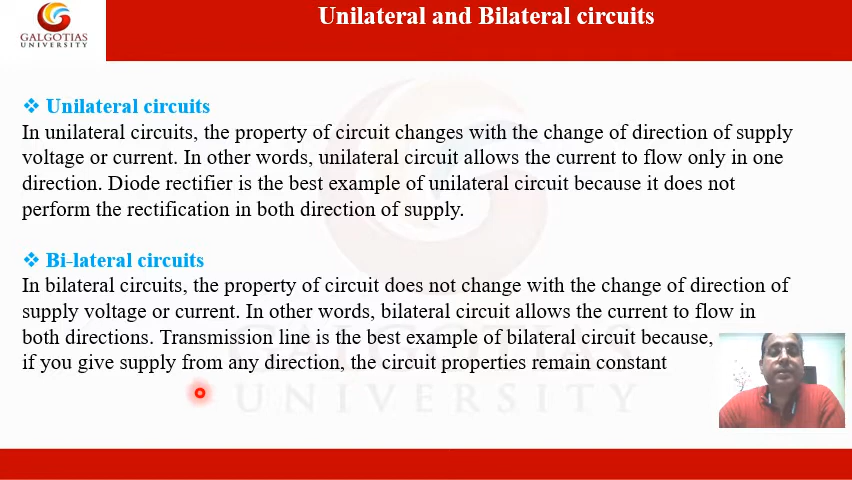 GALGOTIAS
UNIVERSITY
Unilateral and Bilateral circuits
❖ Unilateral circuits
In unilateral circuits, the property of circuit changes with the change of direction of supply
voltage or current. In other words, unilateral circuit allows the current to flow only in one
direction. Diode rectifier is the best example of unilateral circuit because it does not
perform the rectification in both direction of supply.
❖ Bi-lateral circuits
In bilateral circuits, the property of circuit does not change with the change of direction of
supply voltage or current. In other words, bilateral circuit allows the current to flow in
both directions. Transmission line is the best example of bilateral circuit because,
if you give supply from any direction, the circuit properties remain constant
GALGOTIAS
UNIVERSITY